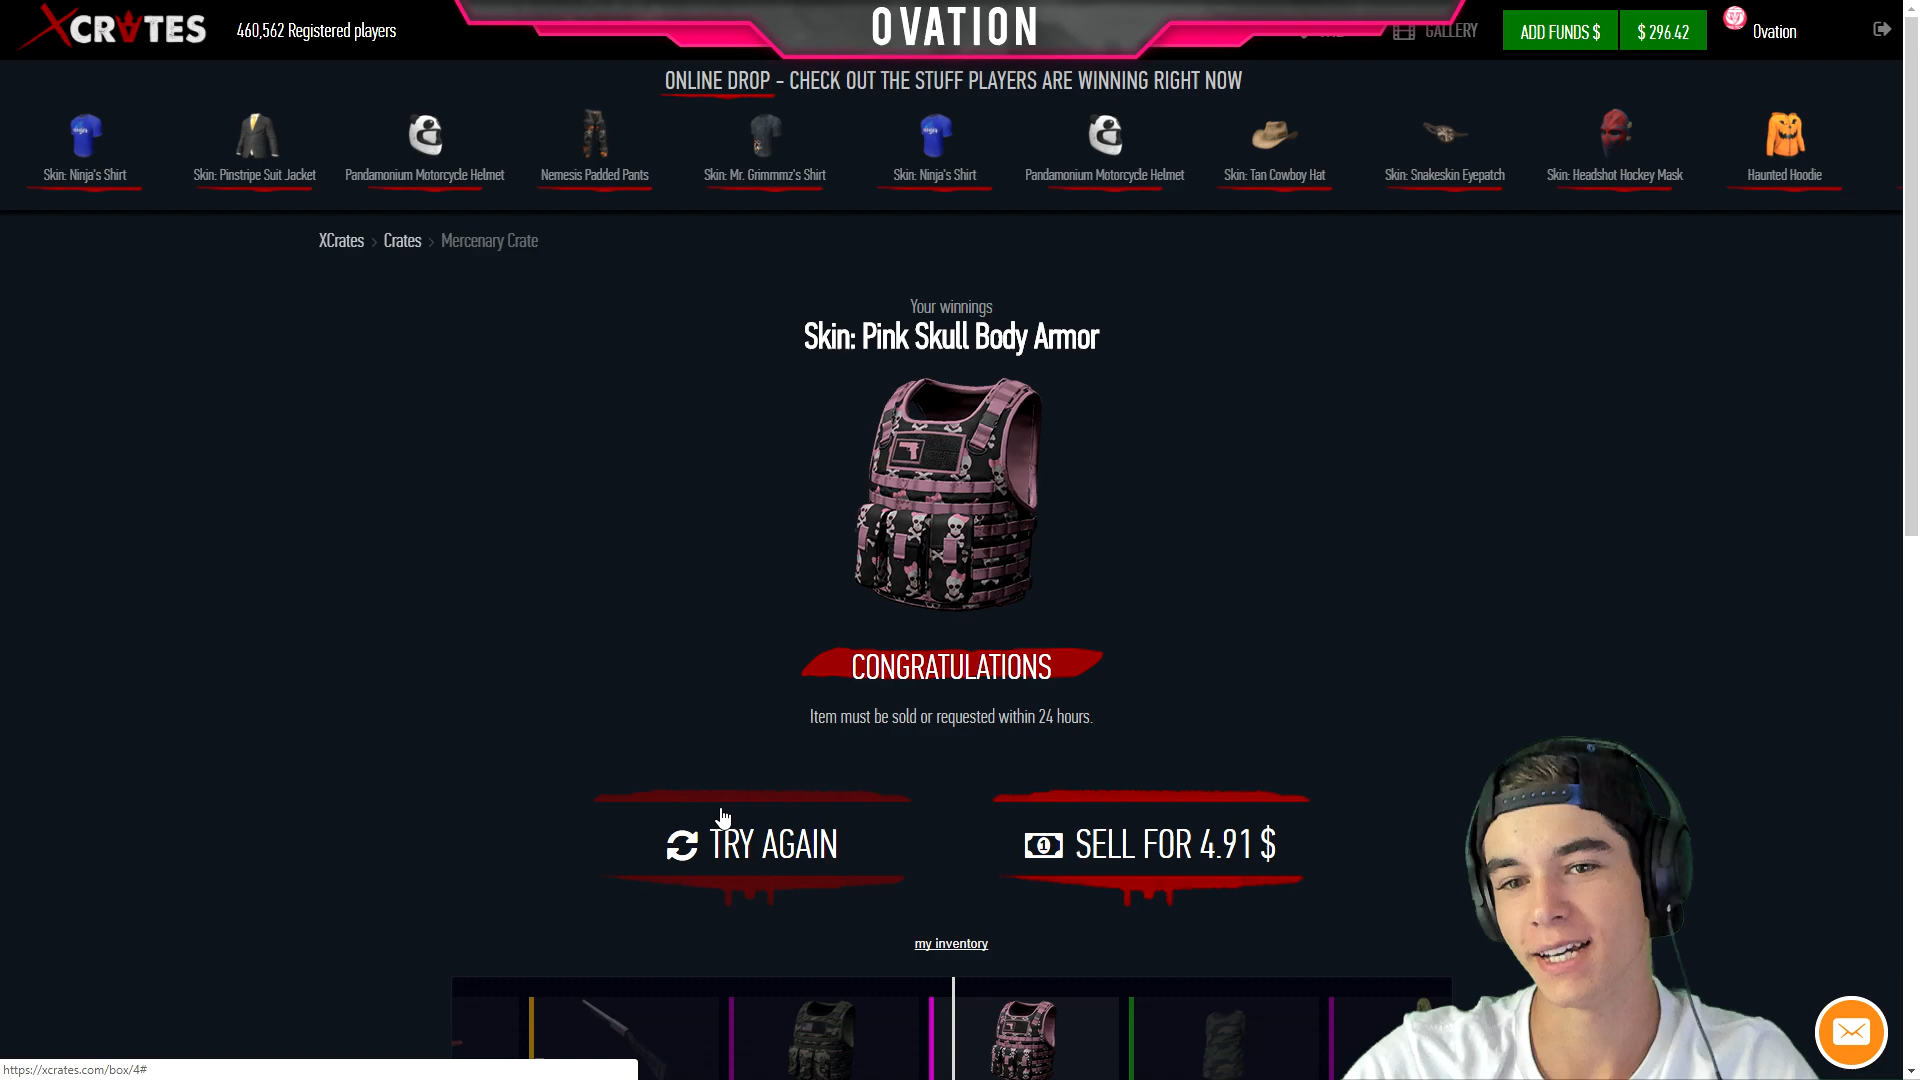 XCRATES
460,562 Registered players
OVATION
GALLERY
ADD FUNDS $
$ 296.42
Ovation
ONLINE DROP - CHECK OUT THE STUFF PLAYERS ARE WINNING RIGHT NOW
Skin: Ninja's Shirt
Skin: Pinstripe Suit Jacket
Pandamonium Motorcycle Helmet
Nemesis Padded Pants
Skin: Mr. Grimmmz's Shirt
Skin: Ninja's Shirt
Pandamonium Motorcycle Helmet
Skin: Tan Cowboy Hat
Skin: Snakeskin Eyepatch
Skin: Headshot Hockey Mask
Haunted Hoodie
XCrates > Crates > Mercenary Crate
Your winnings
Skin: Pink Skull Body Armor
CONGRATULATIONS
Item must be sold or requested within 24 hours.
TRY AGAIN
SELL FOR 4.91 $
my inventory
https://xcrates.com/box/4#